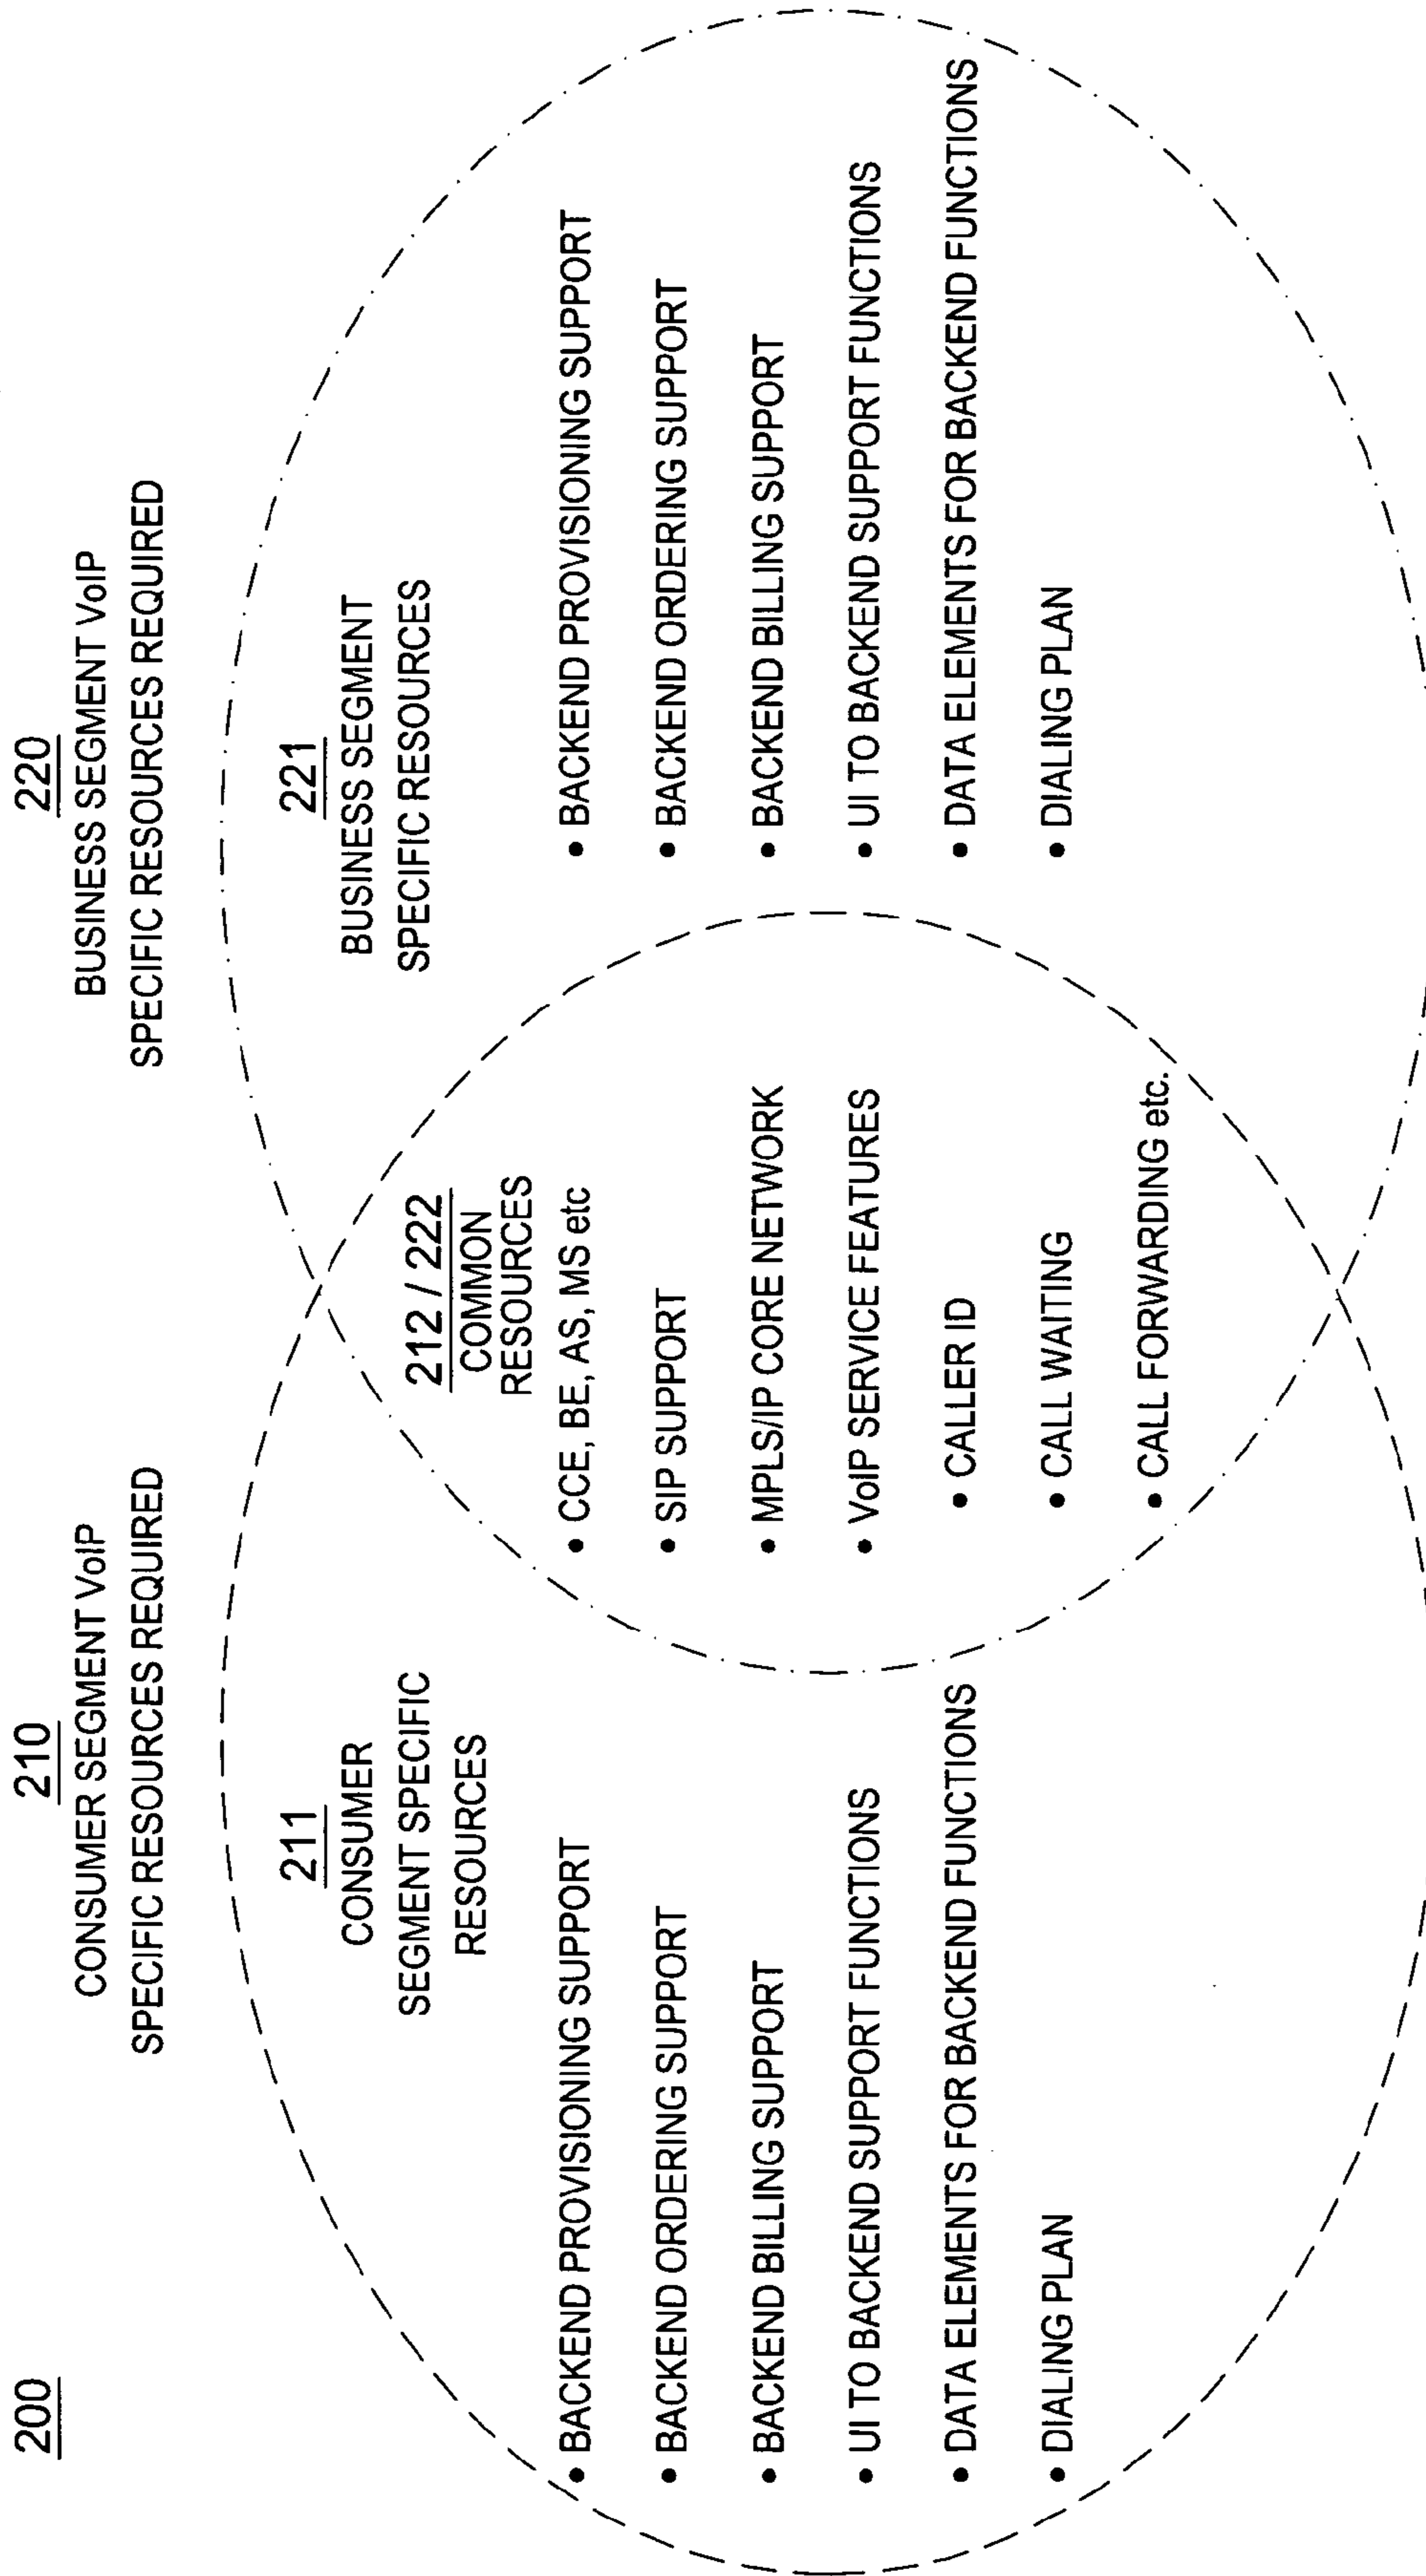 200
210
CONSUMER SEGMENT VoIP
SPECIFIC RESOURCES REQUIRED
220
BUSINESS SEGMENT VoIP
SPECIFIC RESOURCES REQUIRED
211
CONSUMER
SEGMENT SPECIFIC
RESOURCES
• BACKEND PROVISIONING SUPPORT
• BACKEND ORDERING SUPPORT
• BACKEND BILLING SUPPORT
• UI TO BACKEND SUPPORT FUNCTIONS
• DATA ELEMENTS FOR BACKEND FUNCTIONS
• DIALING PLAN
212 / 222
COMMON
RESOURCES
• CCE, BE, AS, MS etc
• SIP SUPPORT
• MPLS/IP CORE NETWORK
• VoIP SERVICE FEATURES
• CALLER ID
• CALL WAITING
• CALL FORWARDING etc.
221
BUSINESS SEGMENT
SPECIFIC RESOURCES
• BACKEND PROVISIONING SUPPORT
• BACKEND ORDERING SUPPORT
• BACKEND BILLING SUPPORT
• UI TO BACKEND SUPPORT FUNCTIONS
• DATA ELEMENTS FOR BACKEND FUNCTIONS
• DIALING PLAN